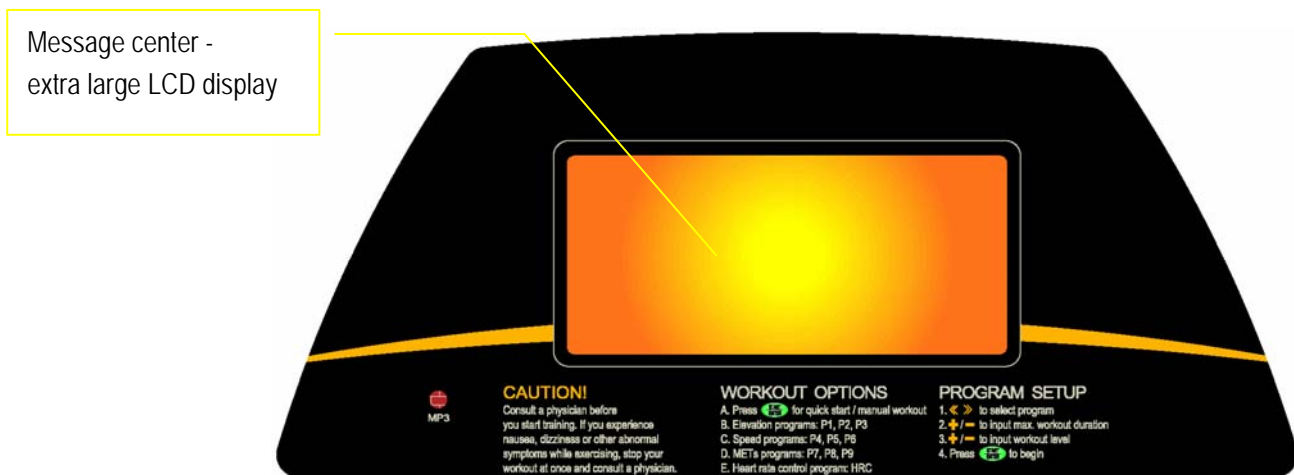 Message center -
extra large LCD display
MP3
CAUTION!
Consult a physician before
you start training. If you experience
nausea, dizziness or other abnormal
symptoms while exercising, stop your
workout at once and consult a physician.
WORKOUT OPTIONS
A. Press for quick start / manual workout
B. Elevation programs: P1, P2, P3
C. Speed programs: P4, P5, P6
D. METs programs: P7, P8, P9
E. Heart rate control program: HRC
PROGRAM SETUP
1. « » to select program
2. + / - to input max. workout duration
3. + / - to input workout level
4. Press to begin